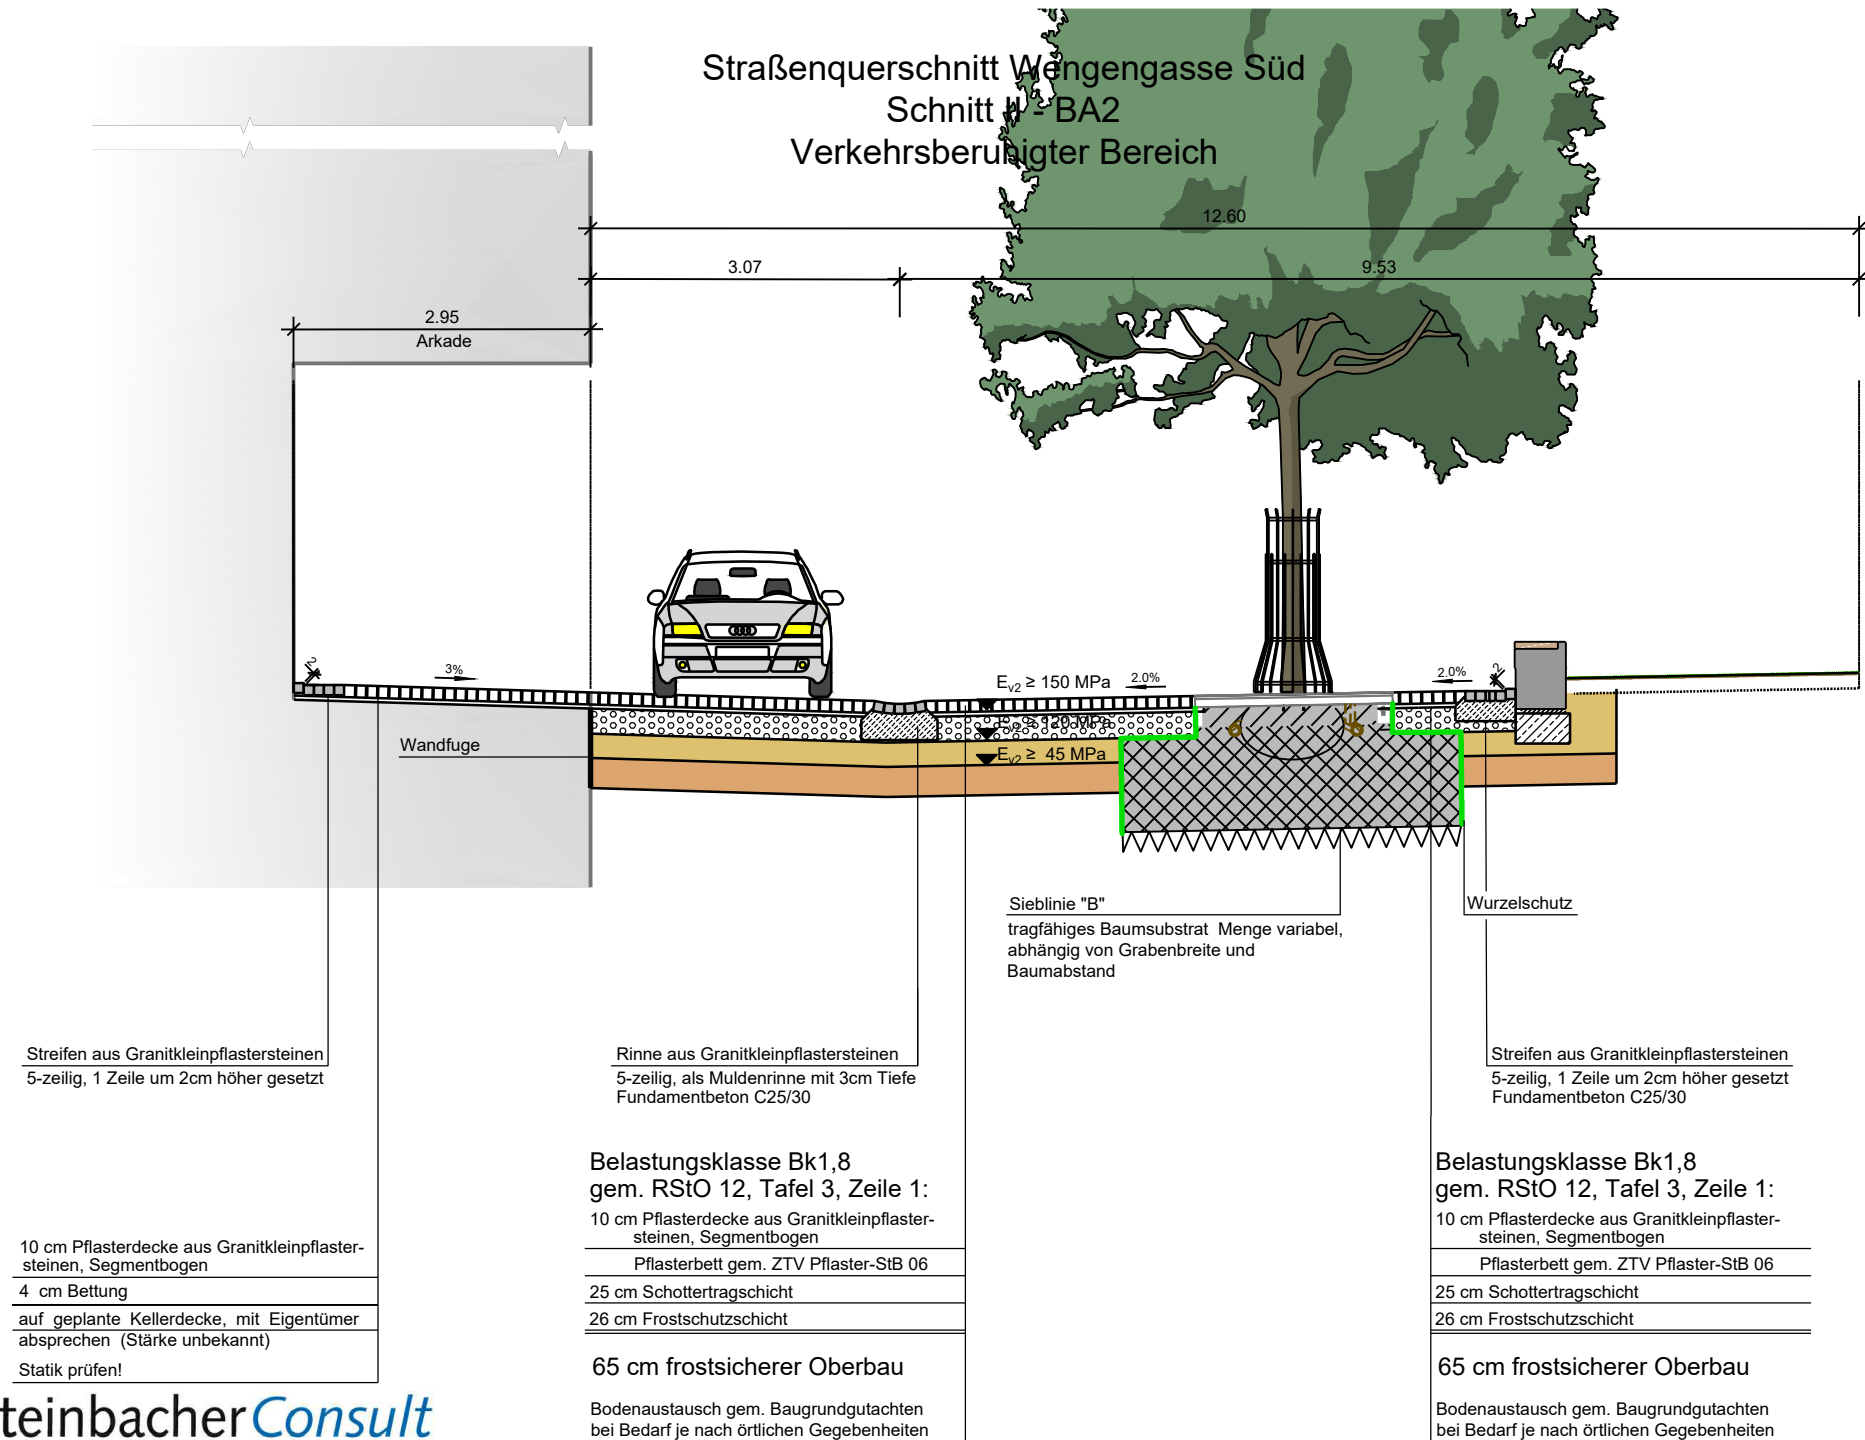 Straßenquerschnitt Wengengasse Süd
Schnitt II - BA2
Verkehrsberuhigter Bereich
12.60
3.07
9.53
2.95
Arkade
2
3%
Ev2 ≥ 150 MPa
2.0%
2.0%
2
Ev2 ≥ 120 MPa
Ev2 ≥ 45 MPa
Wandfuge
Sieblinie "B"
tragfähiges Baumsubstrat Menge variabel,
abhängig von Grabenbreite und
Baumabstand
Wurzelschutz
Streifen aus Granitkleinpflastersteinen
5-zeilig, 1 Zeile um 2cm höher gesetzt
Rinne aus Granitkleinpflastersteinen
5-zeilig, als Muldenrinne mit 3cm Tiefe
Fundamentbeton C25/30
Streifen aus Granitkleinpflastersteinen
5-zeilig, 1 Zeile um 2cm höher gesetzt
Fundamentbeton C25/30
10 cm Pflasterdecke aus Granitkleinpflaster-
steinen, Segmentbogen
4 cm Bettung
auf geplante Kellerdecke, mit Eigentümer
absprechen (Stärke unbekannt)
Statik prüfen!
Belastungsklasse Bk1,8
gem. RStO 12, Tafel 3, Zeile 1:
10 cm Pflasterdecke aus Granitkleinpflaster-
steinen, Segmentbogen
Pflasterbett gem. ZTV Pflaster-StB 06
25 cm Schottertragschicht
26 cm Frostschutzschicht
65 cm frostsicherer Oberbau
Bodenaustausch gem. Baugrundgutachten
bei Bedarf je nach örtlichen Gegebenheiten
Belastungsklasse Bk1,8
gem. RStO 12, Tafel 3, Zeile 1:
10 cm Pflasterdecke aus Granitkleinpflaster-
steinen, Segmentbogen
Pflasterbett gem. ZTV Pflaster-StB 06
25 cm Schottertragschicht
26 cm Frostschutzschicht
65 cm frostsicherer Oberbau
Bodenaustausch gem. Baugrundgutachten
bei Bedarf je nach örtlichen Gegebenheiten
teinbacherConsult